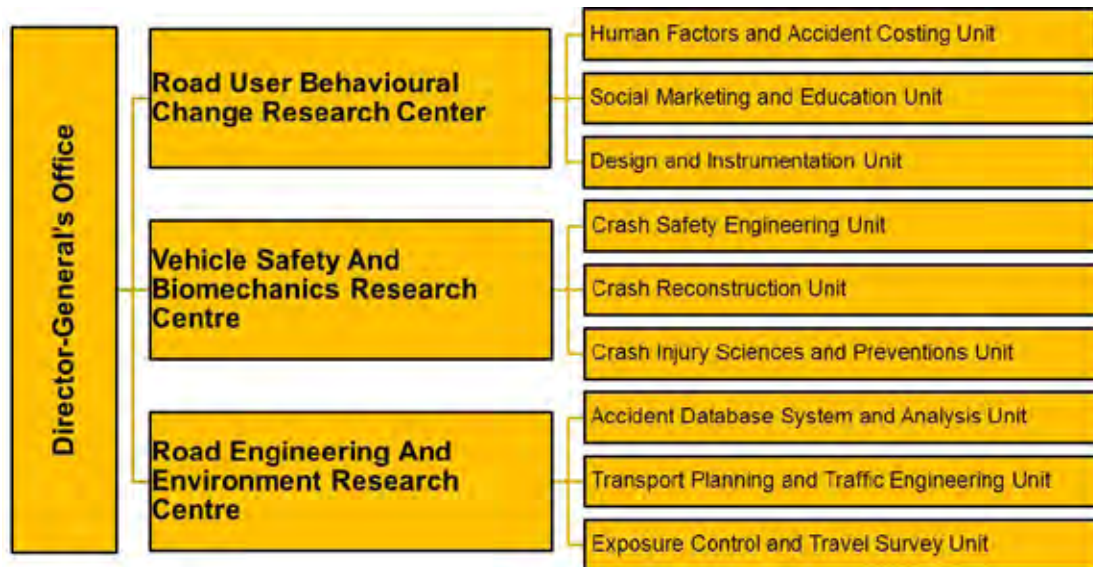 Director-General's Office
Road User Behavioural
Change Research Center
Human Factors and Accident Costing Unit
Social Marketing and Education Unit
Design and Instrumentation Unit
Vehicle Safety And
Biomechanics Research
Centre
Crash Safety Engineering Unit
Crash Reconstruction Unit
Crash Injury Sciences and Preventions Unit
Road Engineering And
Environment Research
Centre
Accident Database System and Analysis Unit
Transport Planning and Traffic Engineering Unit
Exposure Control and Travel Survey Unit